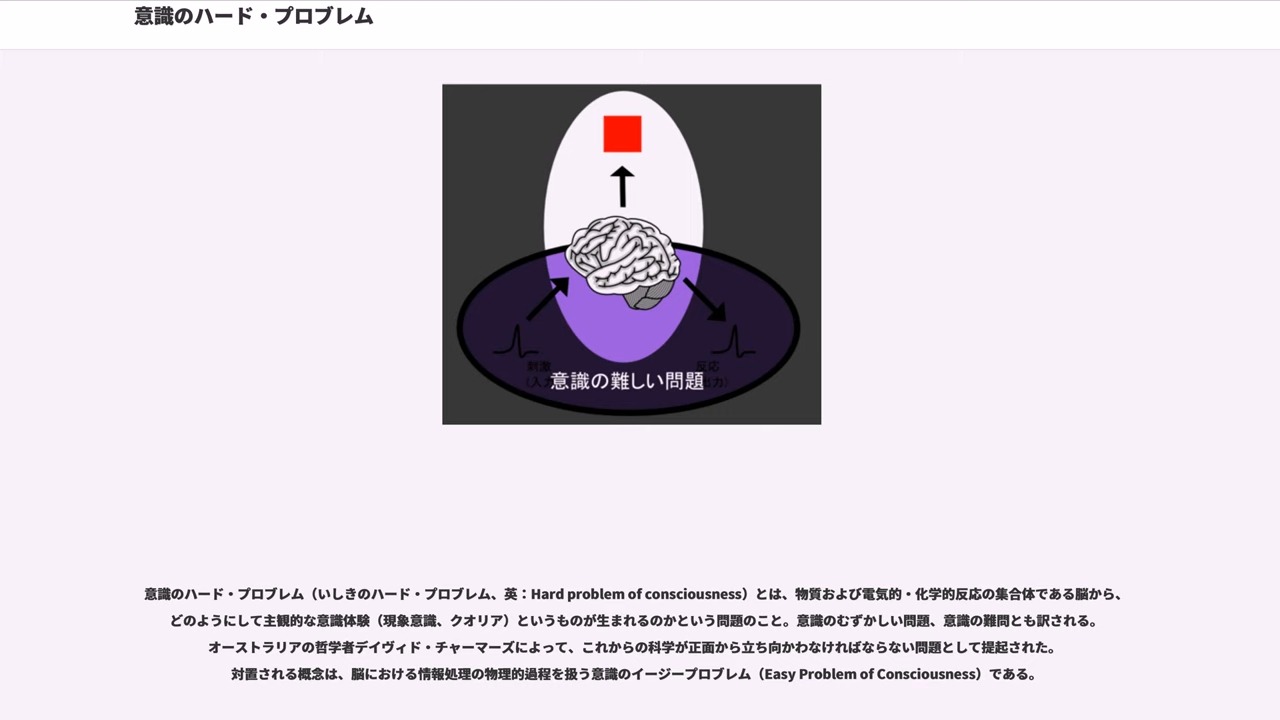 意識のハード・プロブレム
刺激
反応
（入力
出力）
意識の難しい問題
意識のハード・プロブレム（いしきのハード・プロブレム、英：Hard problem of consciousness）とは、物質および電気的・化学的反応の集合体である脳から、
どのようにして主観的な意識体験（現象意識、クオリア）というものが生まれるのかという問題のこと。意識のむずかしい問題、意識の難問とも訳される。
オーストラリアの哲学者デイヴィド・チャーマーズによって、これからの科学が正面から立ち向かわなければならない問題として提起された。
対置される概念は、脳における情報処理の物理的過程を扱う意識のイージープロブレム（Easy Problem of Consciousness）である。